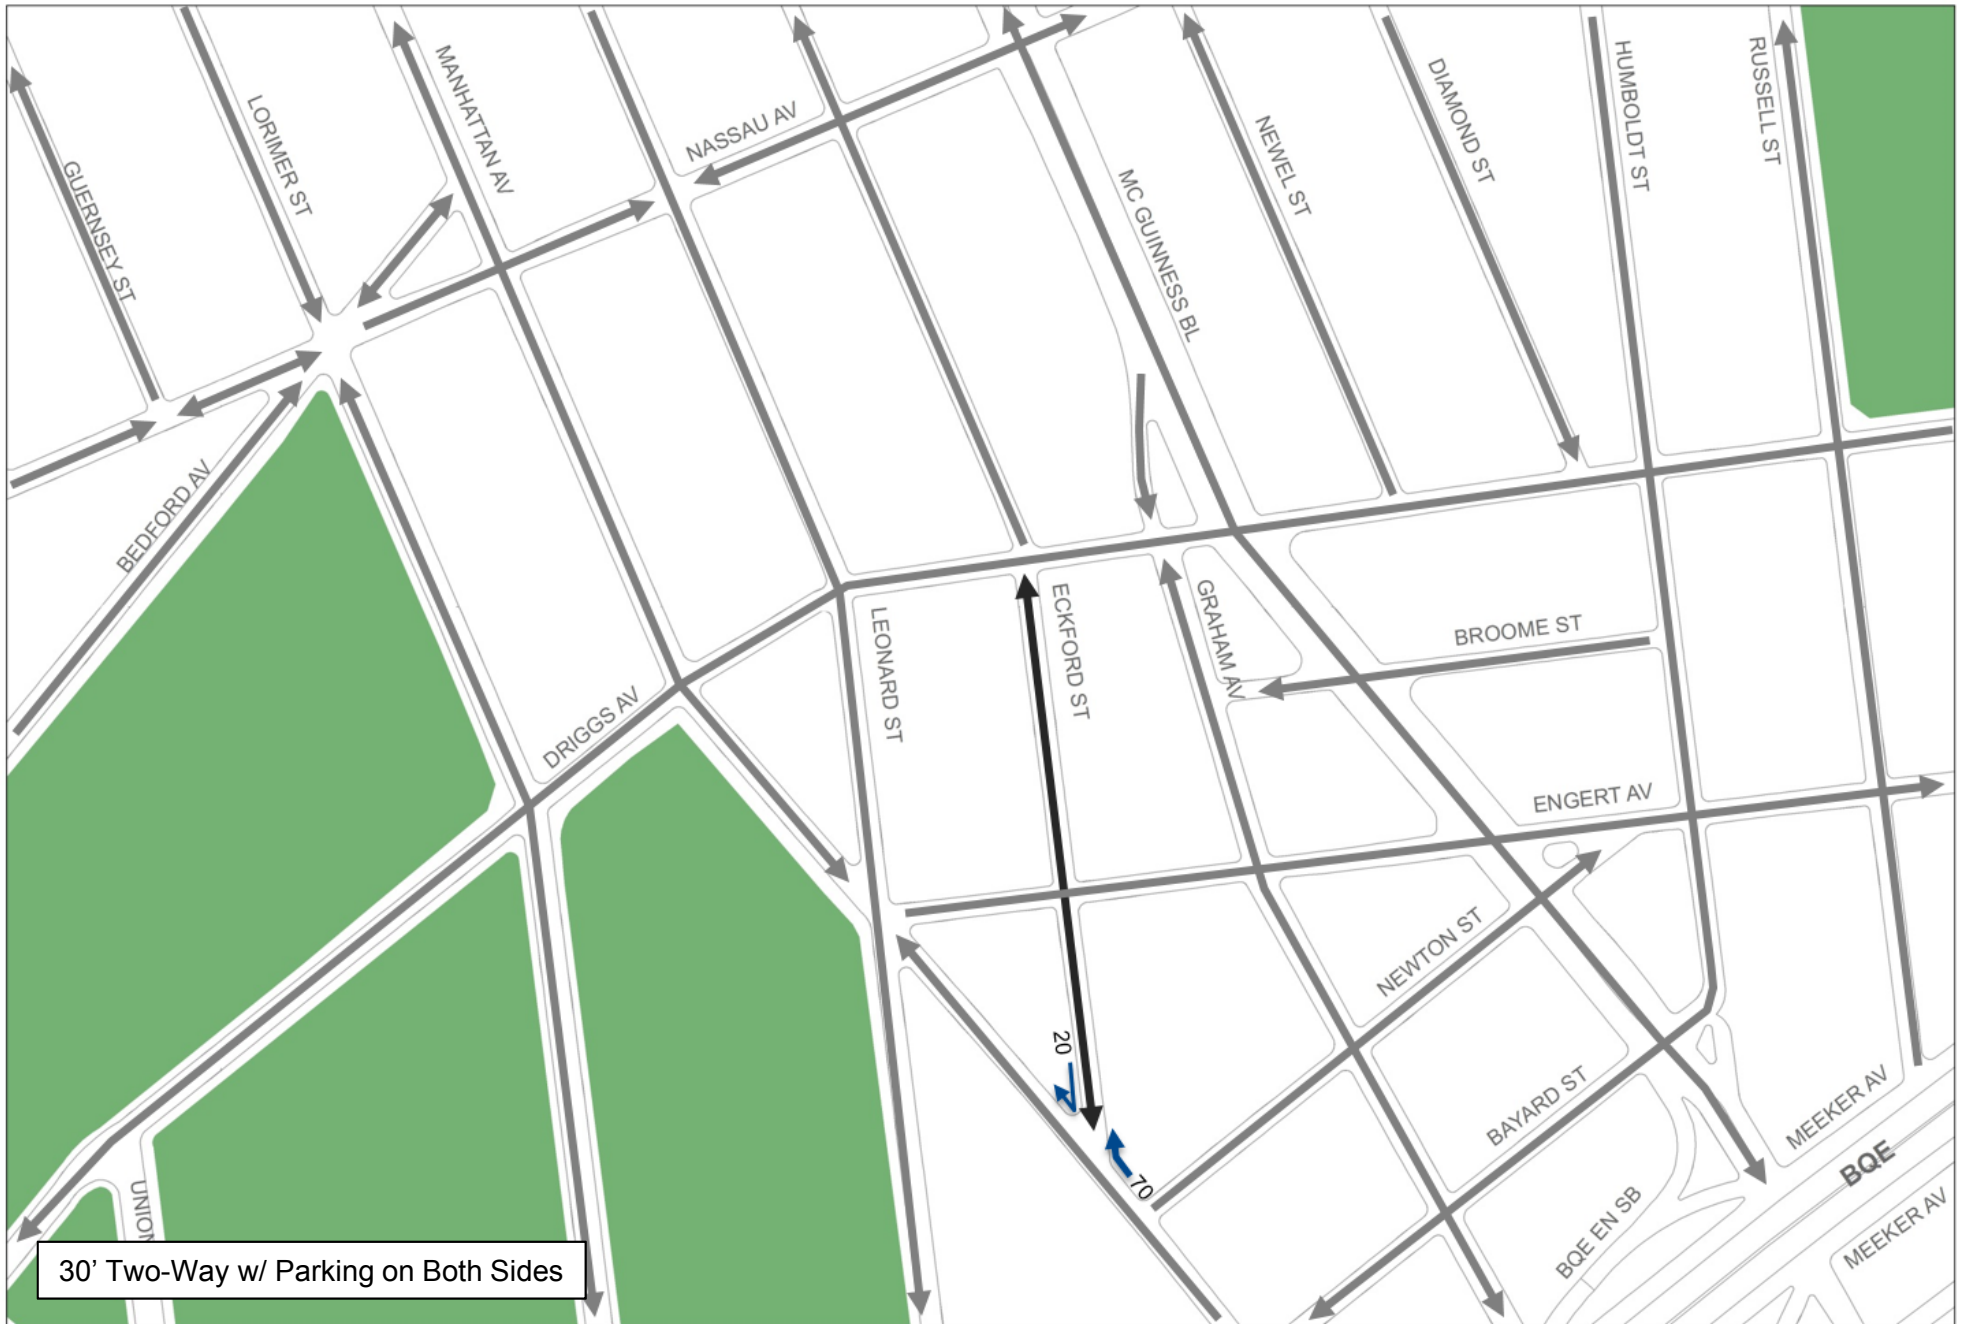 GUERNSEY ST
LORIMER ST
MANHATTAN AV
NASSAU AV
MC GUINNESS BL
NEWEL ST
DIAMOND ST
HUMBOLDT ST
RUSSELL ST
BEDFORD AV
DRIGGS AV
LEONARD ST
ECKFORD ST
GRAHAM AV
BROOME ST
ENGERT AV
NEWTON ST
BAYARD ST
20
70
MEEKER AV
BQE
MEEKER AV
BQE EN SB
UNION
30’ Two-Way w/ Parking on Both Sides